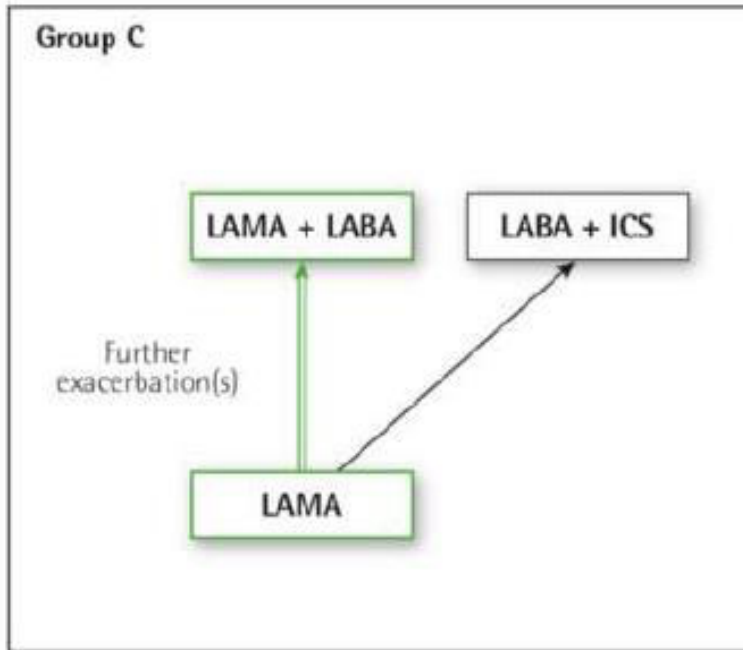 Group C
LAMA + LABA
LABA + ICS
Further
exacerbation(s)
LAMA